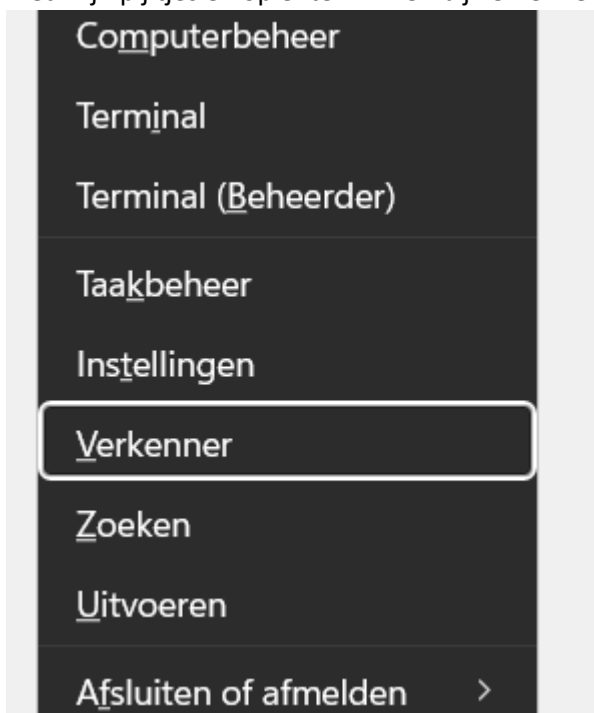 Computerbeheer
Terminal
Terminal (Beheerder)
Taakbeheer
Instellingen
Verkenner
Zoeken
Uitvoeren
Afsluiten of afmelden >